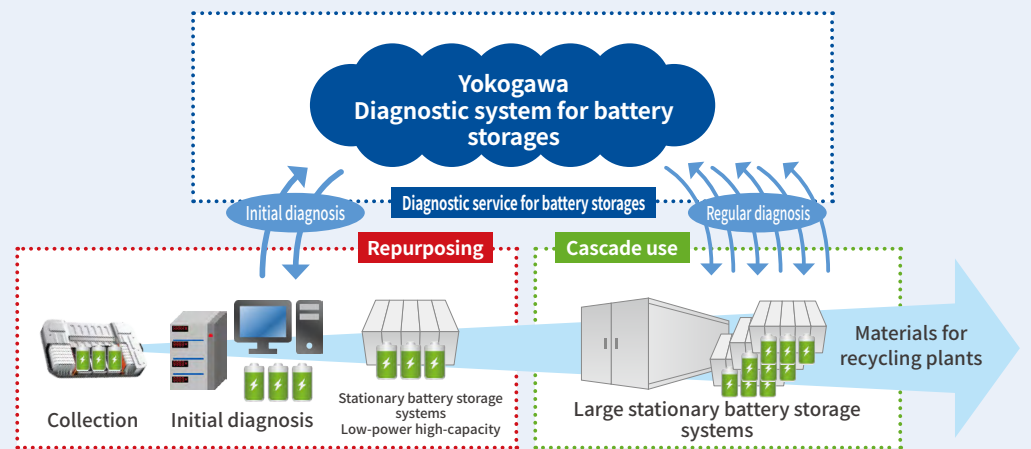 Yokogawa
Diagnostic system for battery
storages
Initial diagnosis
Diagnostic service for battery storages
Regular diagnosis
Repurposing
Cascade use
Collection
Initial diagnosis
Stationary battery storage
systems
Low-power high-capacity
Large stationary battery storage
systems
Materials for
recycling plants